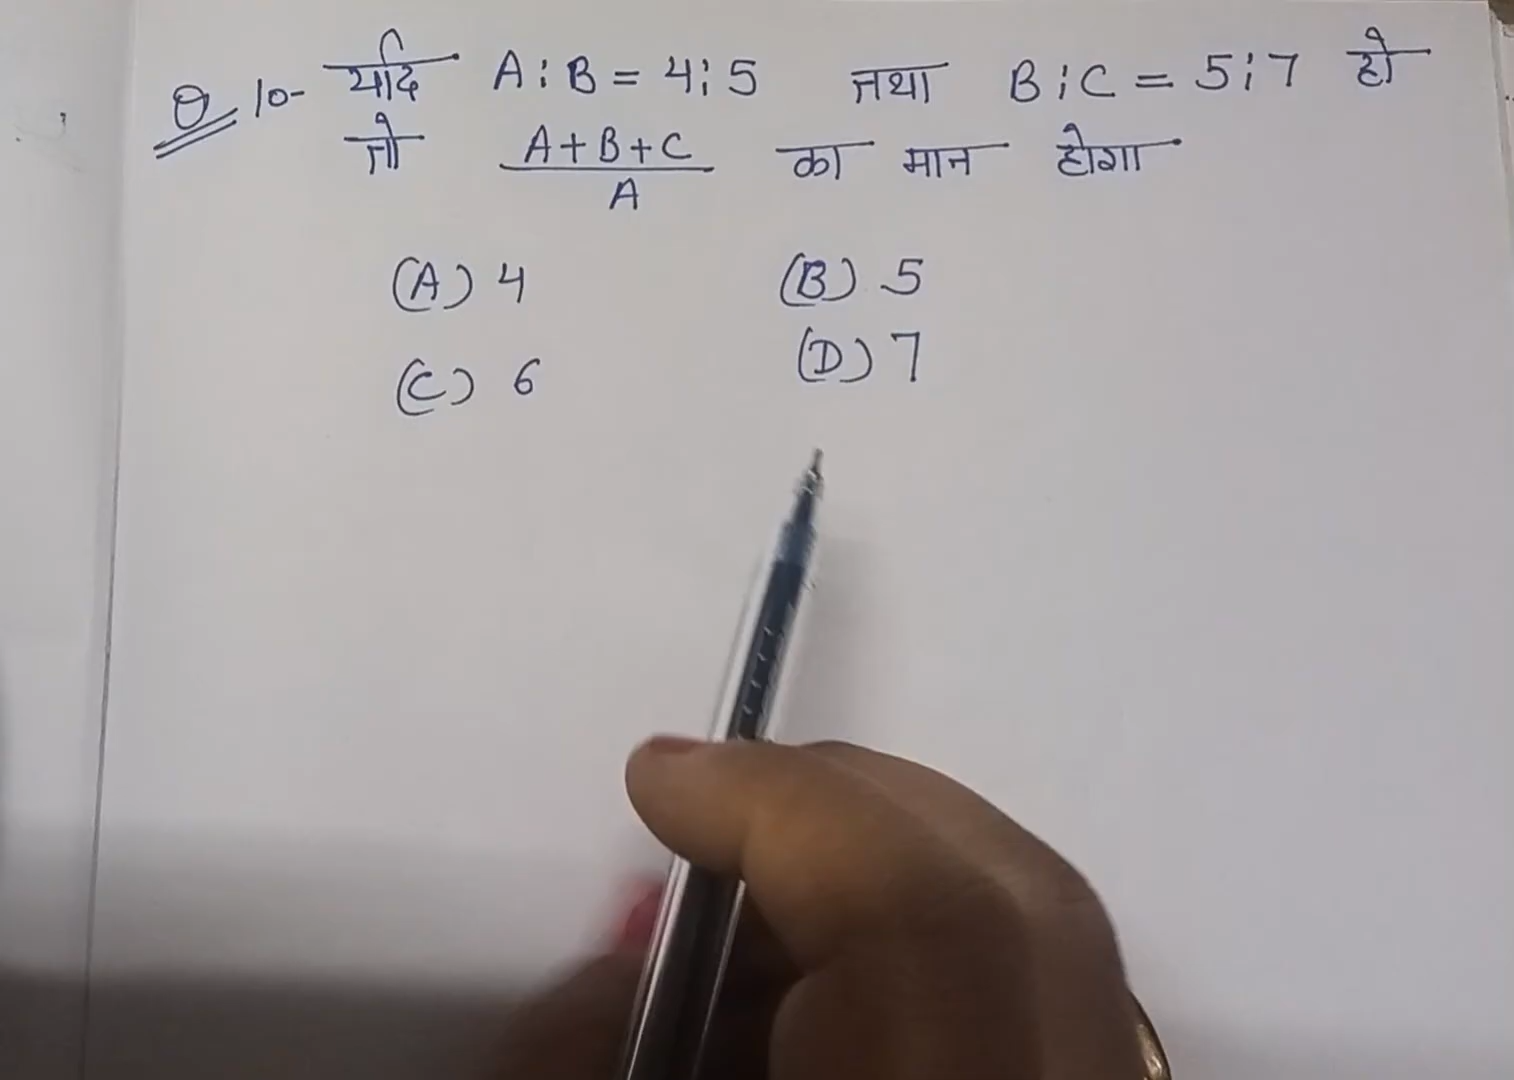 Q 10- यदि A:B = 4:5 तथा B:C = 5:7 हो
तो A+B+C / A का मान होगा
(A) 4 (B) 5
(C) 6 (D) 7